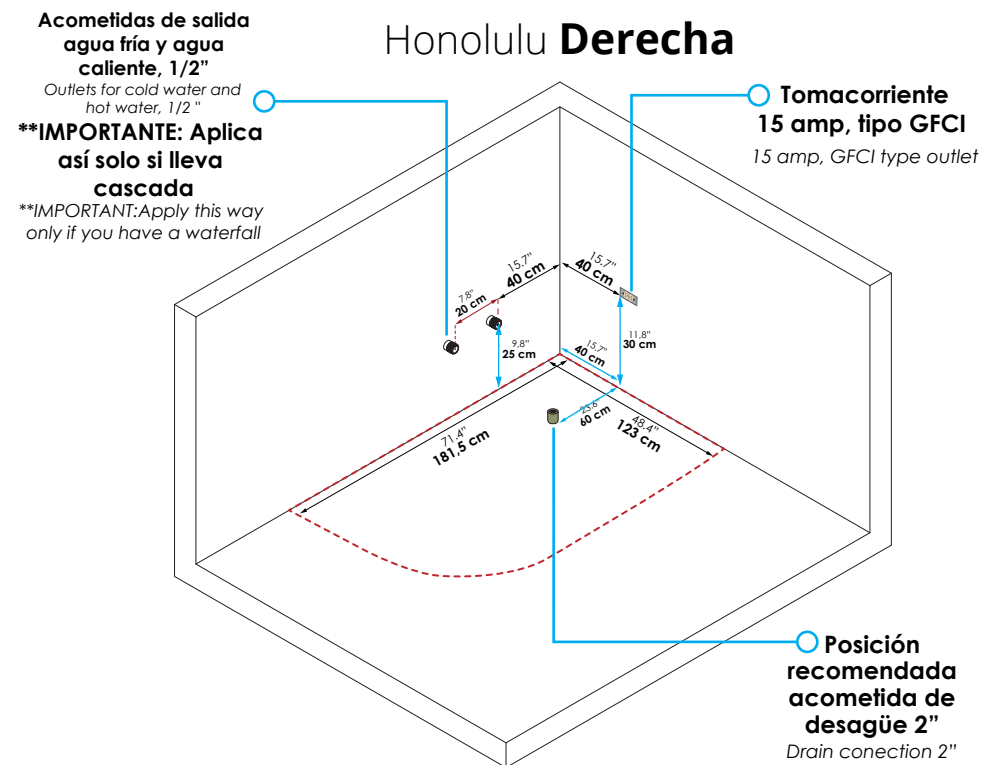 Honolulu Derecha
Acometidas de salida
agua fría y agua
caliente, 1/2”
Outlets for cold water and
hot water, 1/2 "
**IMPORTANTE: Aplica
así solo si lleva
cascada
**IMPORTANT:Apply this way
only if you have a waterfall
Tomacorriente
15 amp, tipo GFCI
15 amp, GFCI type outlet
15.7"
40 cm
15.7"
40 cm
7.8"
20 cm
9,8"
25 cm
11,8"
30 cm
15.7"
40 cm
23.6"
60 cm
48.4"
123 cm
71.4"
181,5 cm
Posición
recomendada
acometida de
desagüe 2”
Drain conection 2”